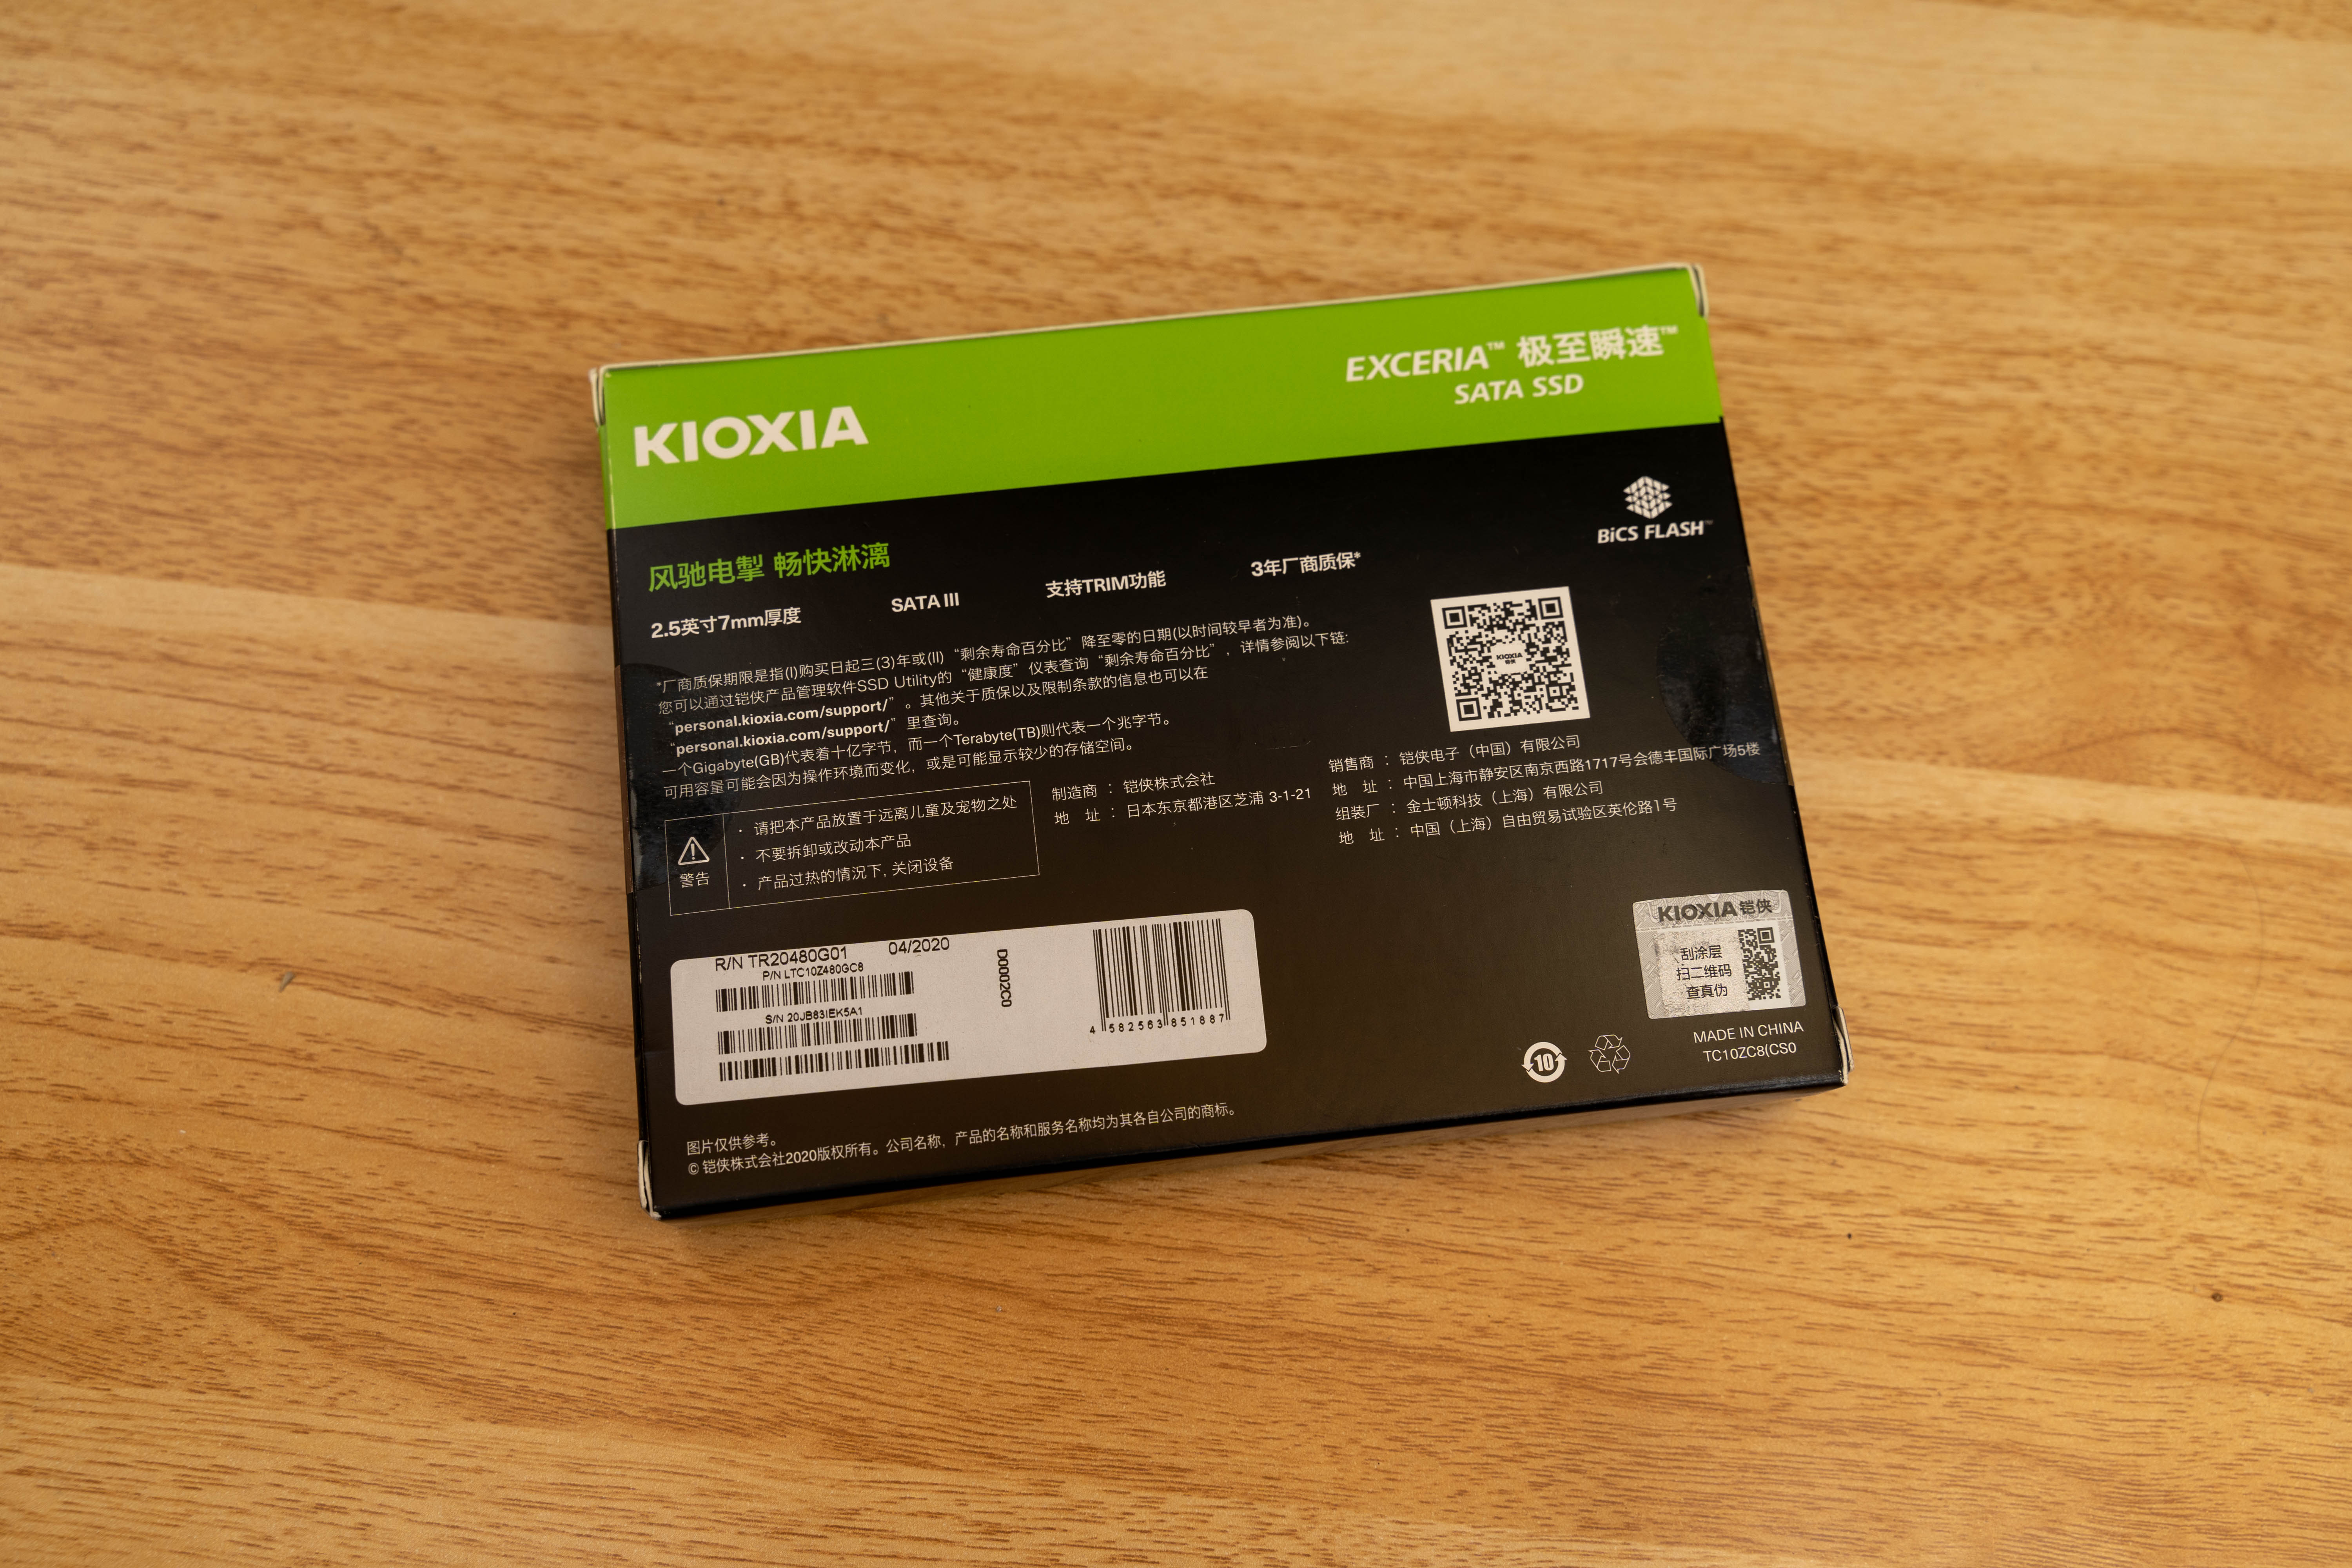 KIOXIA
EXCERIA™ 极至瞬速™
SATA SSD
BiCS FLASH™
风驰电掣 畅快淋漓
2.5英寸7mm厚度
SATA III
支持TRIM功能
3年厂商质保*
*厂商质保期限是指(I)购买日起三(3)年或(II)“剩余寿命百分比”降至零的日期(以时间较早者为准)。
您可以通过铠侠产品管理软件SSD Utility的“健康度”仪表查询“剩余寿命百分比”，详情参阅以下链:
“personal.kioxia.com/support/”。其他关于质保以及限制条款的信息也可以在
“personal.kioxia.com/support/”里查询。
一个Gigabyte(GB)代表着十亿字节，而一个Terabyte(TB)则代表一个兆字节。
可用容量可能会因为操作环境而变化，或是可能显示较少的存储空间。
KIOXIA
警告
· 请把本产品放置于远离儿童及宠物之处
· 不要拆卸或改动本产品
· 产品过热的情況下, 关闭设备
制造商 ： 铠侠株式会社
地 址 ： 日本东京都港区芝浦 3-1-21
销售商 ： 铠侠电子（中国）有限公司
地 址 ： 中国上海市静安区南京西路1717号会德丰国际广场5楼
组装厂 ： 金士顿科技（上海）有限公司
地 址 ： 中国（上海）自由贸易试验区英伦路1号
R/N TR20480G01 04/2020
P/N LTC10Z480GC8
S/N 20JB83IEK5A1
D0002C0
4 582563 851887
KIOXIA 铠侠
刮涂层
扫二维码
查真伪
10
MADE IN CHINA
TC10ZC8(CS0
图片仅供参考。
© 铠侠株式会社2020版权所有。公司名称，产品的名称和服务名称均为其各自公司的商标。